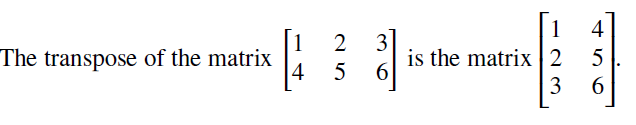 The transpose of the matrix [1 2 3; 4 5 6] is the matrix [1 4; 2 5; 3 6].